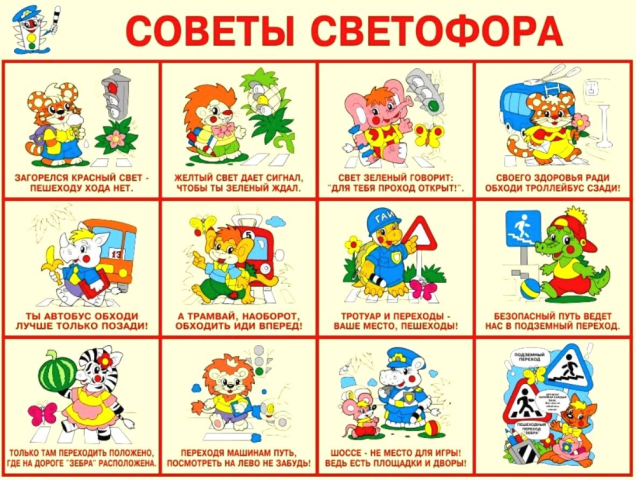 СОВЕТЫ СВЕТОФОРА
ЗАГОРЕЛСЯ КРАСНЫЙ СВЕТ -
ПЕШЕХОДУ ХОДА НЕТ.
ЖЕЛТЫЙ СВЕТ ДАЕТ СИГНАЛ,
ЧТОБЫ ТЫ ЗЕЛЕНЫЙ ЖДАЛ.
СВЕТ ЗЕЛЕНЫЙ ГОВОРИТ:
"ДЛЯ ТЕБЯ ПРОХОД ОТКРЫТ!".
СВОЕГО ЗДОРОВЬЯ РАДИ
ОБХОДИ ТРОЛЛЕЙБУС СЗАДИ!
13
ТЫ АВТОБУС ОБХОДИ
ЛУЧШЕ ТОЛЬКО ПОЗАДИ!
5
А ТРАМВАЙ, НАОБОРОТ,
ОБХОДИТЬ ИДИ ВПЕРЕД!
ГАИ
ТРОТУАР И ПЕРЕХОДЫ -
ВАШЕ МЕСТО, ПЕШЕХОДЫ!
БЕЗОПАСНЫЙ ПУТЬ ВЕДЕТ
НАС В ПОДЗЕМНЫЙ ПЕРЕХОД.
ТОЛЬКО ТАМ ПЕРЕХОДИТЬ ПОЛОЖЕНО,
ГДЕ НА ДОРОГЕ "ЗЕБРА" РАСПОЛОЖЕНА.
ПЕРЕХОДЯ МАШИНАМ ПУТЬ,
ПОСМОТРЕТЬ НА ЛЕВО НЕ ЗАБУДЬ!
ШОССЕ - НЕ МЕСТО ДЛЯ ИГРЫ!
ВЕДЬ ЕСТЬ ПЛОЩАДКИ И ДВОРЫ!
ПОДЗЕМНЫЙ
ПЕРЕХОД
ПЕШЕХОДНЫЙ
ПЕРЕХОД